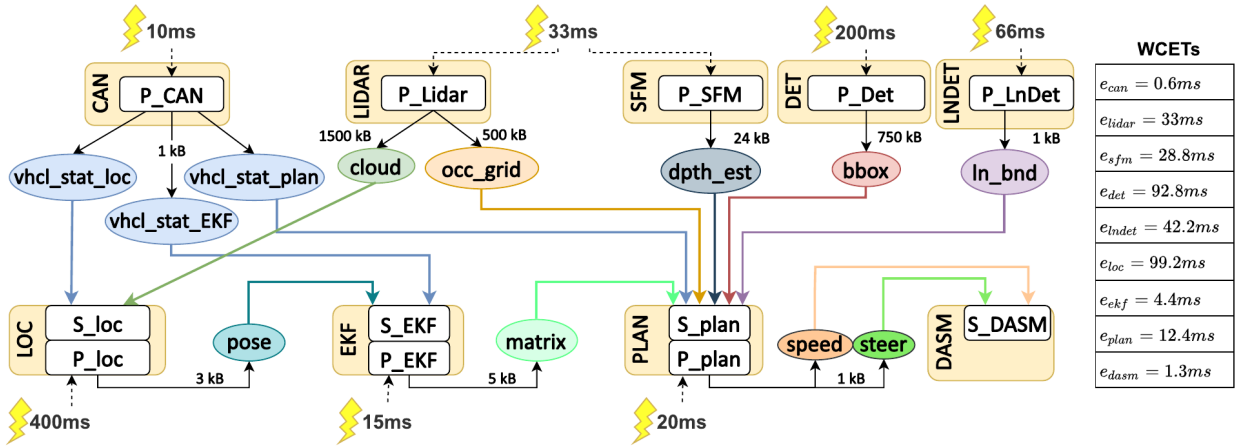 10ms
33ms
200ms
66ms
WCETs
CAN
P_CAN
LIDAR
P_Lidar
SFM
P_SFM
DET
P_Det
LNDET
P_LnDet
e_can = 0.6ms
e_lidar = 33ms
e_sfm = 28.8ms
e_det = 92.8ms
e_lndet = 42.2ms
e_loc = 99.2ms
e_ekf = 4.4ms
e_plan = 12.4ms
e_dasm = 1.3ms
1 kB
1500 kB
500 kB
24 kB
750 kB
1 kB
vhcl_stat_loc
vhcl_stat_plan
cloud
occ_grid
dpth_est
bbox
ln_bnd
vhcl_stat_EKF
LOC
S_loc
P_loc
pose
EKF
S_EKF
P_EKF
matrix
PLAN
S_plan
P_plan
speed
steer
DASM
S_DASM
3 kB
5 kB
1 kB
400ms
15ms
20ms